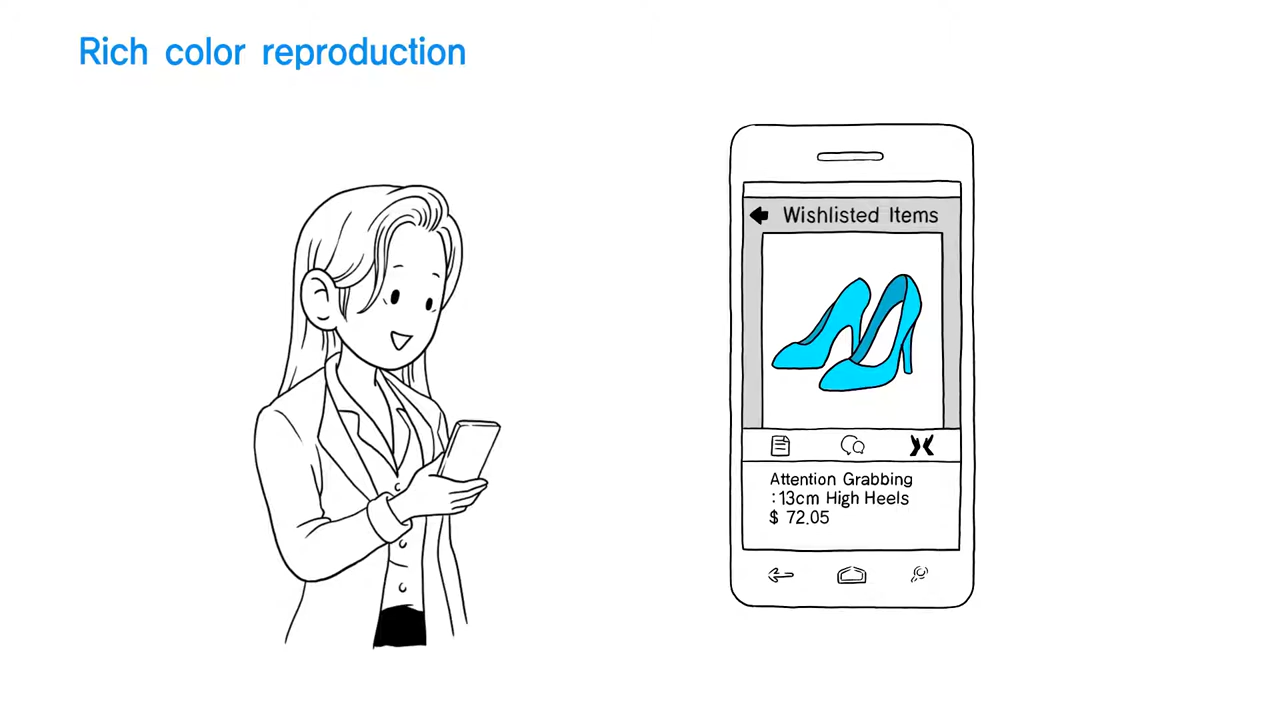 Rich color reproduction
Wishlisted Items
Attention Grabbing
:13cm High Heels
$ 72.05